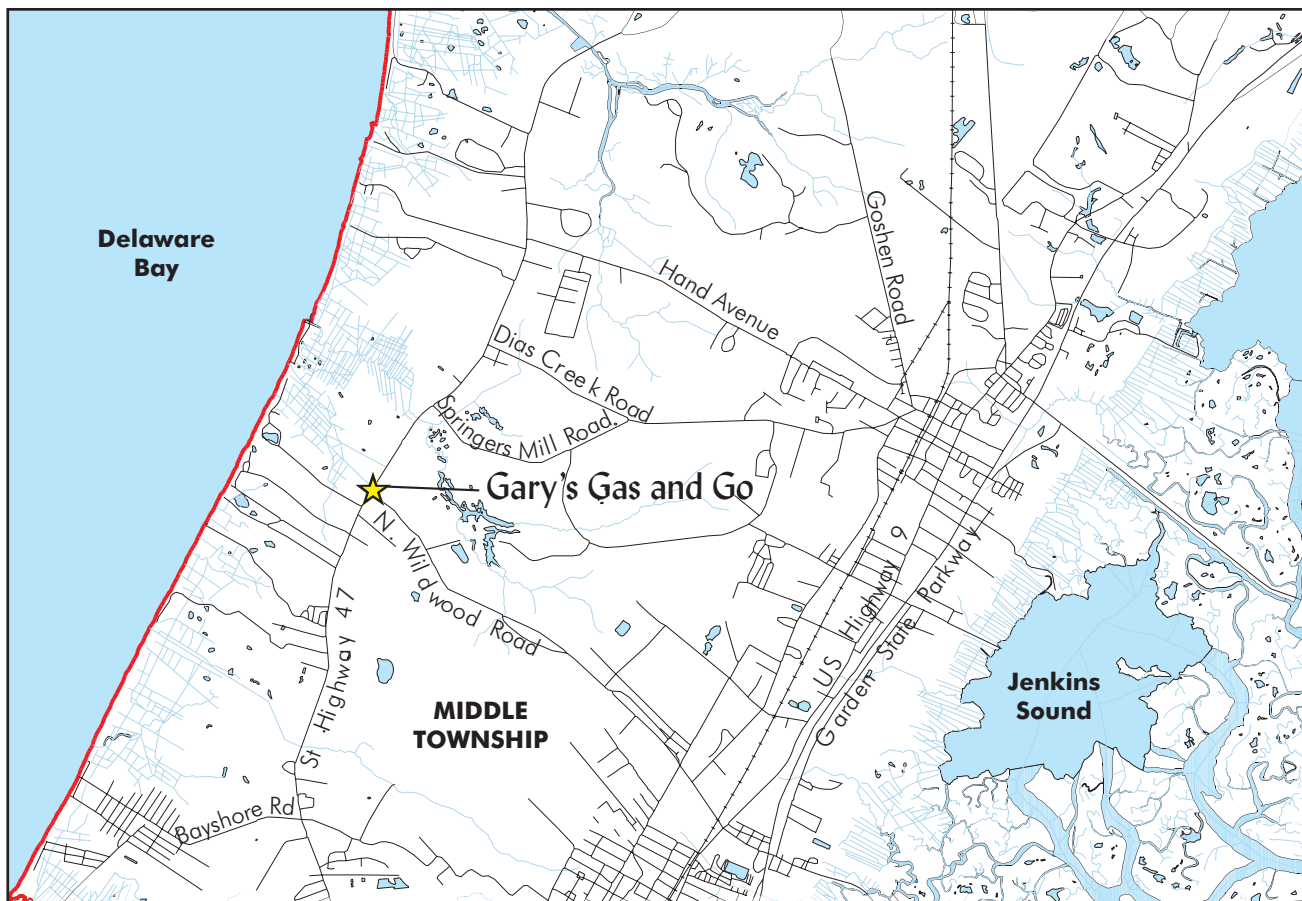 Delaware
Bay
Goshen Road
Hand Avenue
Dias Creek Road
Springers Mill Road
Gary's Gas and Go
N. Wildwood Road
St Highway 47
US Highway 9
Garden State Parkway
Jenkins
Sound
MIDDLE
TOWNSHIP
Bayshore Rd